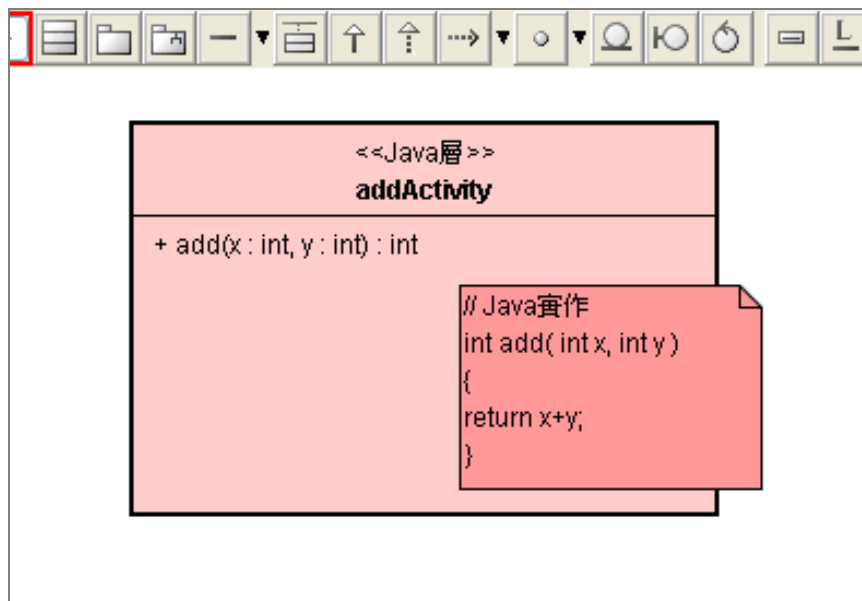 <<Java層>>
addActivity
+ add(x : int, y : int) : int
// Java實作
int add( int x, int y )
{
return x+y;
}